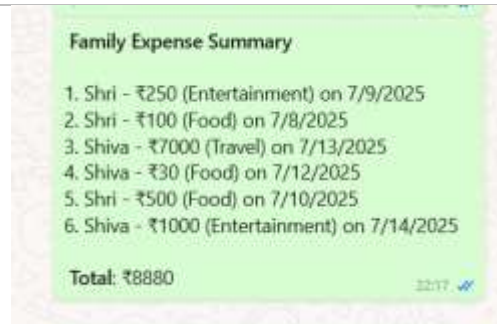 Family Expense Summary
1. Shri - ₹250 (Entertainment) on 7/9/2025
2. Shri - ₹100 (Food) on 7/8/2025
3. Shiva - ₹7000 (Travel) on 7/13/2025
4. Shiva - ₹30 (Food) on 7/12/2025
5. Shri - ₹500 (Food) on 7/10/2025
6. Shiva - ₹1000 (Entertainment) on 7/14/2025
Total: ₹8880
22:17